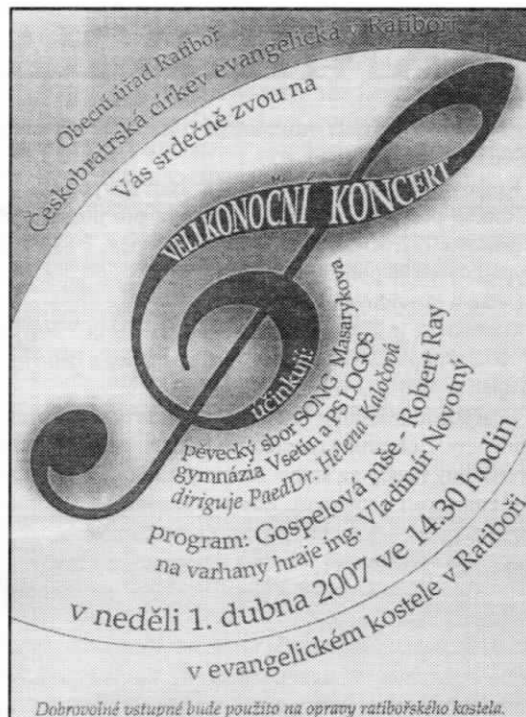 Obecní úřad Ratiboř
Českobratrská církev evangelická v Ratiboři
Vás srdečně zvou na
VELIKONOČNÍ KONCERT
účinkují:
pěvecký sbor SONG Masarykova
gymnázia Vsetín a PS LOGOS
diriguje PaedDr. Helena Kaločová
program: Gospelová mše - Robert Ray
na varhany hraje ing. Vladimír Novotný
v neděli 1. dubna 2007 ve 14.30 hodin
v evangelickém kostele v Ratiboři
Dobrovolné vstupné bude použito na opravy ratibořského kostela.